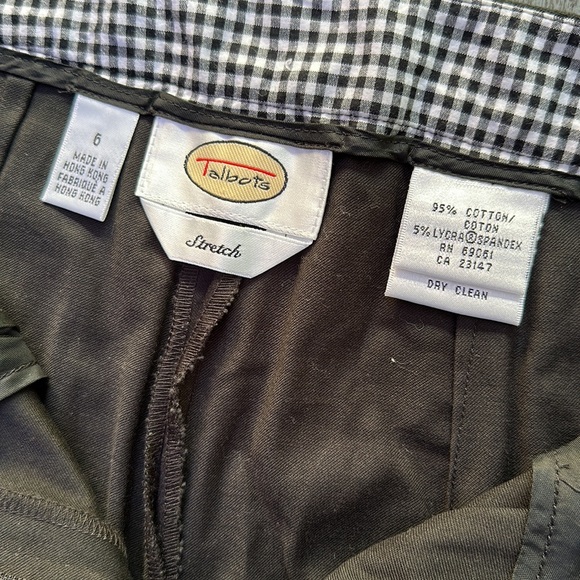 6
MADE IN
HONG KONG
FABRIQUÉ À
HONG KONG
Talbots
Stretch
95% COTTON/
COTON
5% LYCRA®SPANDEX
RN 69061
CA 23147
DRY CLEAN